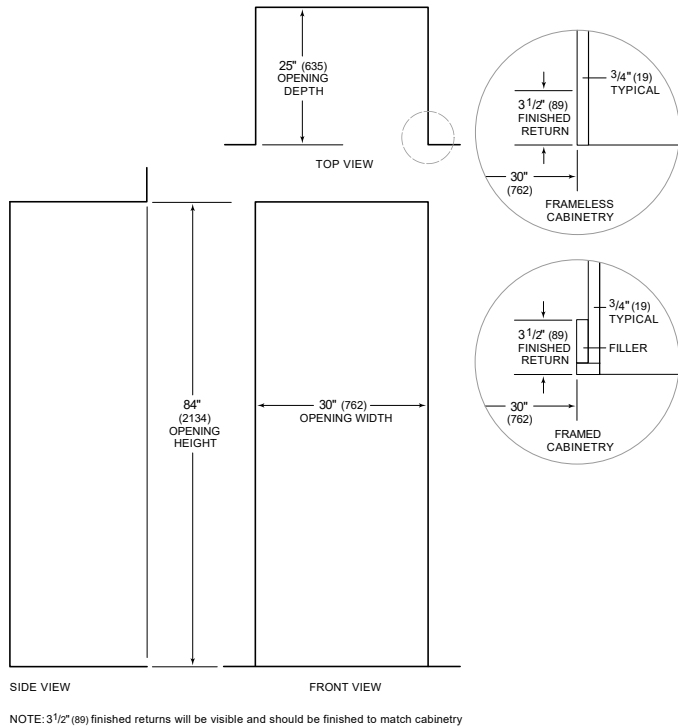 25" (635)
OPENING
DEPTH
TOP VIEW
3/4" (19)
TYPICAL
3 1/2" (89)
FINISHED
RETURN
30"
(762)
FRAMELESS
CABINETRY
3/4" (19)
TYPICAL
3 1/2" (89)
FINISHED
RETURN
FILLER
30"
(762)
FRAMED
CABINETRY
84"
(2134)
OPENING
HEIGHT
30" (762)
OPENING WIDTH
SIDE VIEW
FRONT VIEW
NOTE: 3 1/2" (89) finished returns will be visible and should be finished to match cabinetry